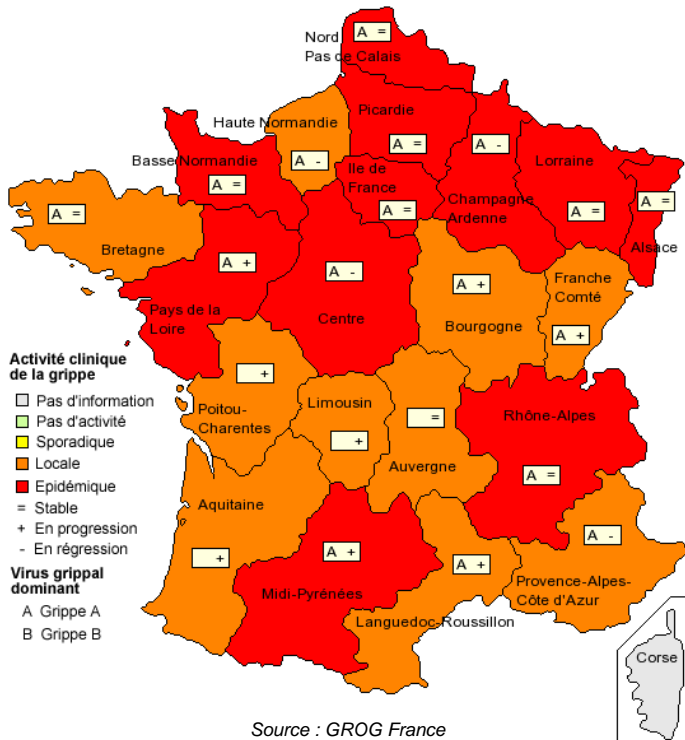 Nord
Pas de Calais
A =
Picardie
A =
Haute Normandie
A -
Basse Normandie
A =
Ile de
France
A =
A -
Champagne
Ardenne
Lorraine
A =
A =
Alsace
A =
Bretagne
A +
Pays de la
Loire
A -
Centre
A +
Bourgogne
Franche
Comté
A +
+
Poitou-
Charentes
Limousin
+
=
Auvergne
Rhône-Alpes
A =
Aquitaine
+
A +
Midi-Pyrénées
A +
Languedoc-Roussillon
A -
Provence-Alpes-
Côte d'Azur
Corse
Activité clinique
de la grippe
Pas d'information
Pas d'activité
Sporadique
Locale
Epidémique
= Stable
+ En progression
- En régression
Virus grippal
dominant
A Grippe A
B Grippe B
Source : GROG France